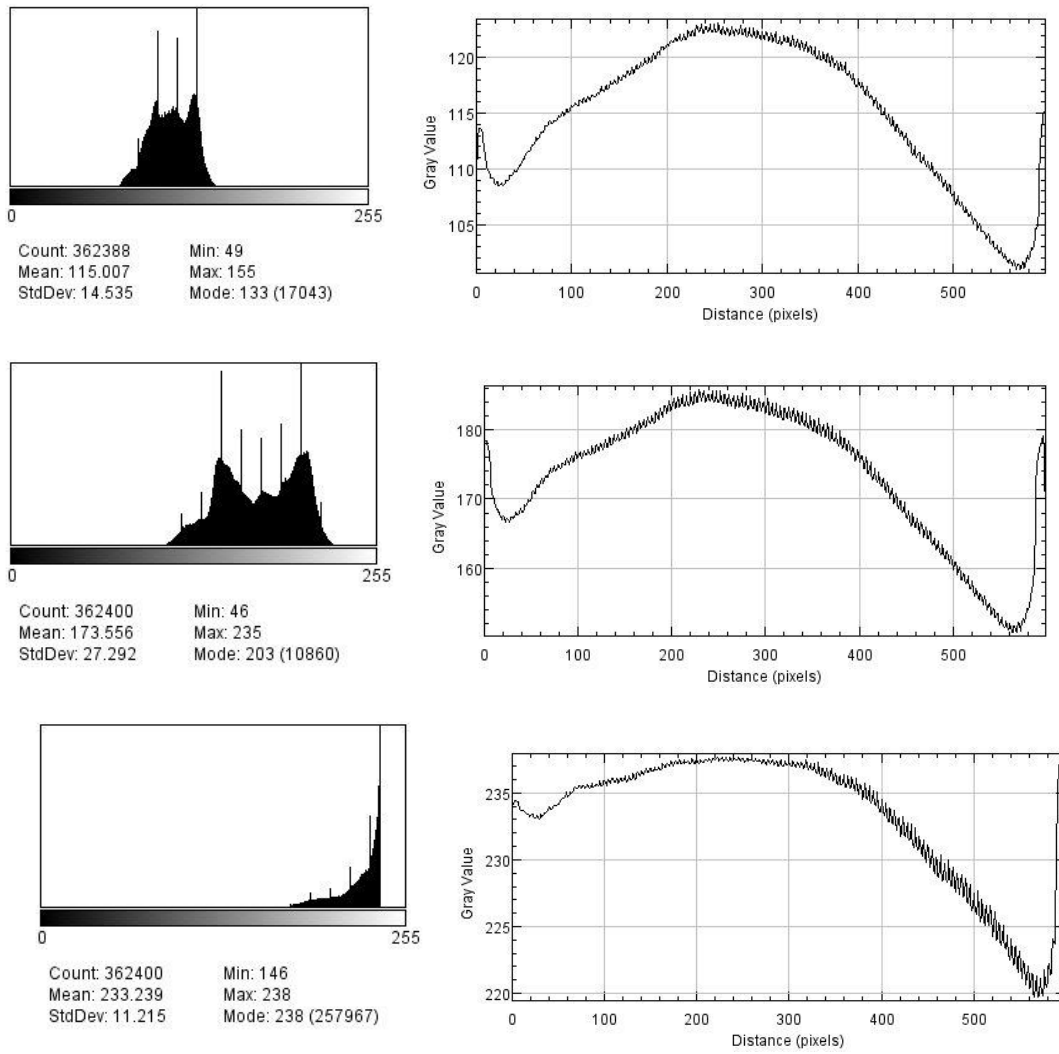 0 255
Count: 362388 Min: 49
Mean: 115.007 Max: 155
StdDev: 14.535 Mode: 133 (17043)
120
115
110
105
Gray Value
0 100 200 300 400 500
Distance (pixels)
0 255
Count: 362400 Min: 46
Mean: 173.556 Max: 235
StdDev: 27.292 Mode: 203 (10860)
180
170
160
Gray Value
0 100 200 300 400 500
Distance (pixels)
0 255
Count: 362400 Min: 146
Mean: 233.239 Max: 238
StdDev: 11.215 Mode: 238 (257967)
235
230
225
220
Gray Value
0 100 200 300 400 500
Distance (pixels)